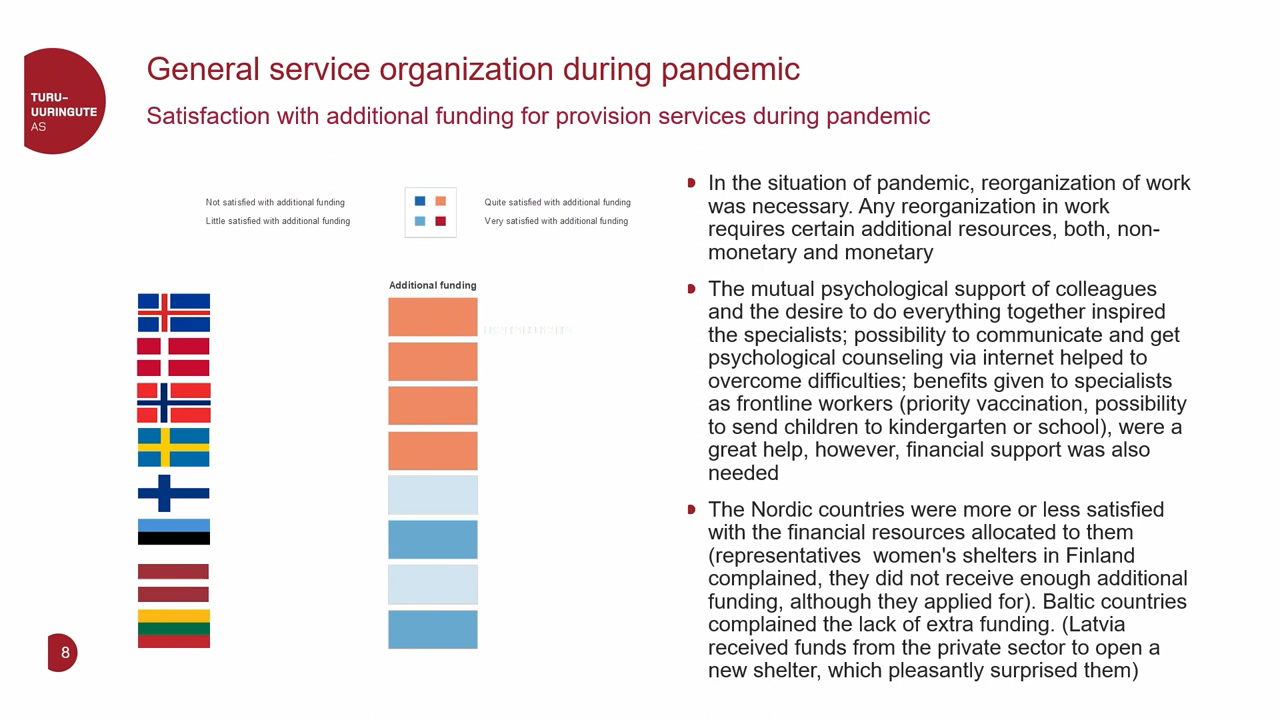 General service organization during pandemic
TURU-
UURINGUTE
AS
Satisfaction with additional funding for provision services during pandemic
Not satisfied with additional funding
Quite satisfied with additional funding
Little satisfied with additional funding
Very satisfied with additional funding
Additional funding
In the situation of pandemic, reorganization of work
was necessary. Any reorganization in work
requires certain additional resources, both, non-
monetary and monetary
The mutual psychological support of colleagues
and the desire to do everything together inspired
the specialists; possibility to communicate and get
psychological counseling via internet helped to
overcome difficulties; benefits given to specialists
as frontline workers (priority vaccination, possibility
to send children to kindergarten or school), were a
great help, however, financial support was also
needed
The Nordic countries were more or less satisfied
with the financial resources allocated to them
(representatives  women's shelters in Finland
complained, they did not receive enough additional
funding, although they applied for). Baltic countries
complained the lack of extra funding. (Latvia
received funds from the private sector to open a
new shelter, which pleasantly surprised them)
8